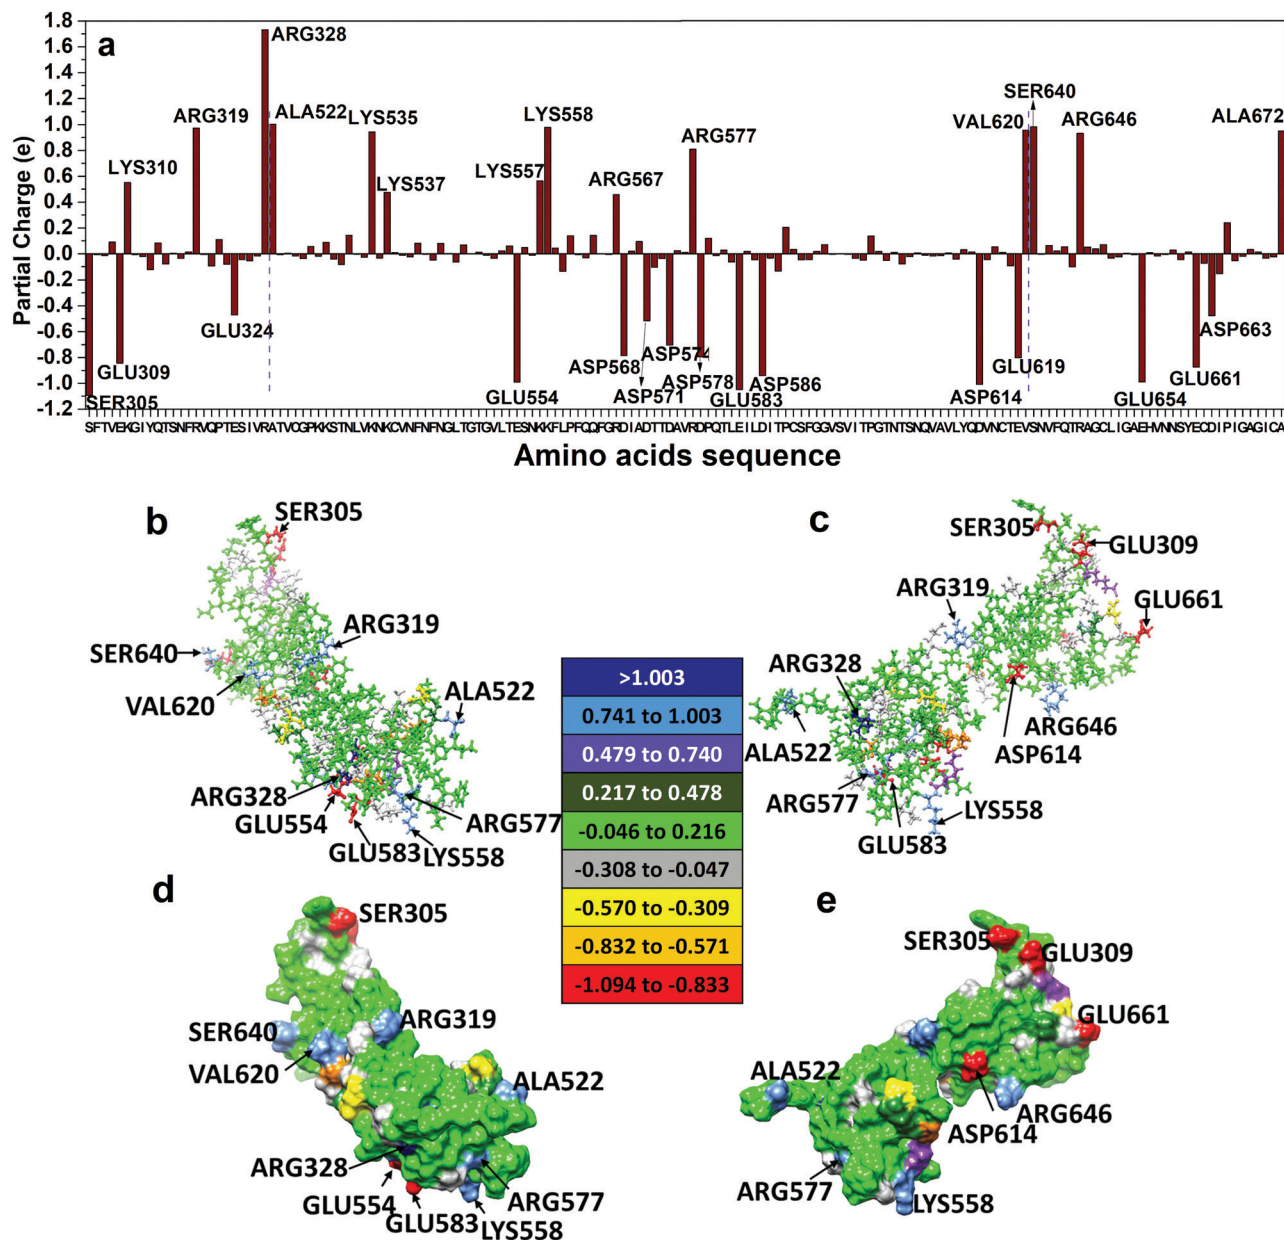 a
1.8
1.6
1.4
1.2
1.0
0.8
0.6
0.4
0.2
0.0
-0.2
-0.4
-0.6
-0.8
-1.0
-1.2
Partial Charge (e)
ARG328
ARG319
ALA522
LYS310
LYS535
LYS537
LYS557
LYS558
ARG567
ARG577
VAL620
SER640
ARG646
ALA672
SER305
GLU309
GLU324
GLU554
ASP568
ASP571
ASP574
ASP578
GLU583
ASP586
ASP614
GLU619
GLU654
GLU661
ASP663
Amino acids sequence
b
SER305
ARG319
SER640
VAL620
ALA522
ARG328
GLU554
GLU583
LYS558
ARG577
c
SER305
GLU309
ARG319
GLU661
ARG328
ALA522
ARG646
ASP614
ARG577
LYS558
GLU583
>1.003
0.741 to 1.003
0.479 to 0.740
0.217 to 0.478
-0.046 to 0.216
-0.308 to -0.047
-0.570 to -0.309
-0.832 to -0.571
-1.094 to -0.833
d
SER305
SER640
ARG319
VAL620
ALA522
ARG328
GLU554
GLU583
ARG577
LYS558
e
SER305
GLU309
GLU661
ALA522
ARG646
ASP614
ARG577
LYS558